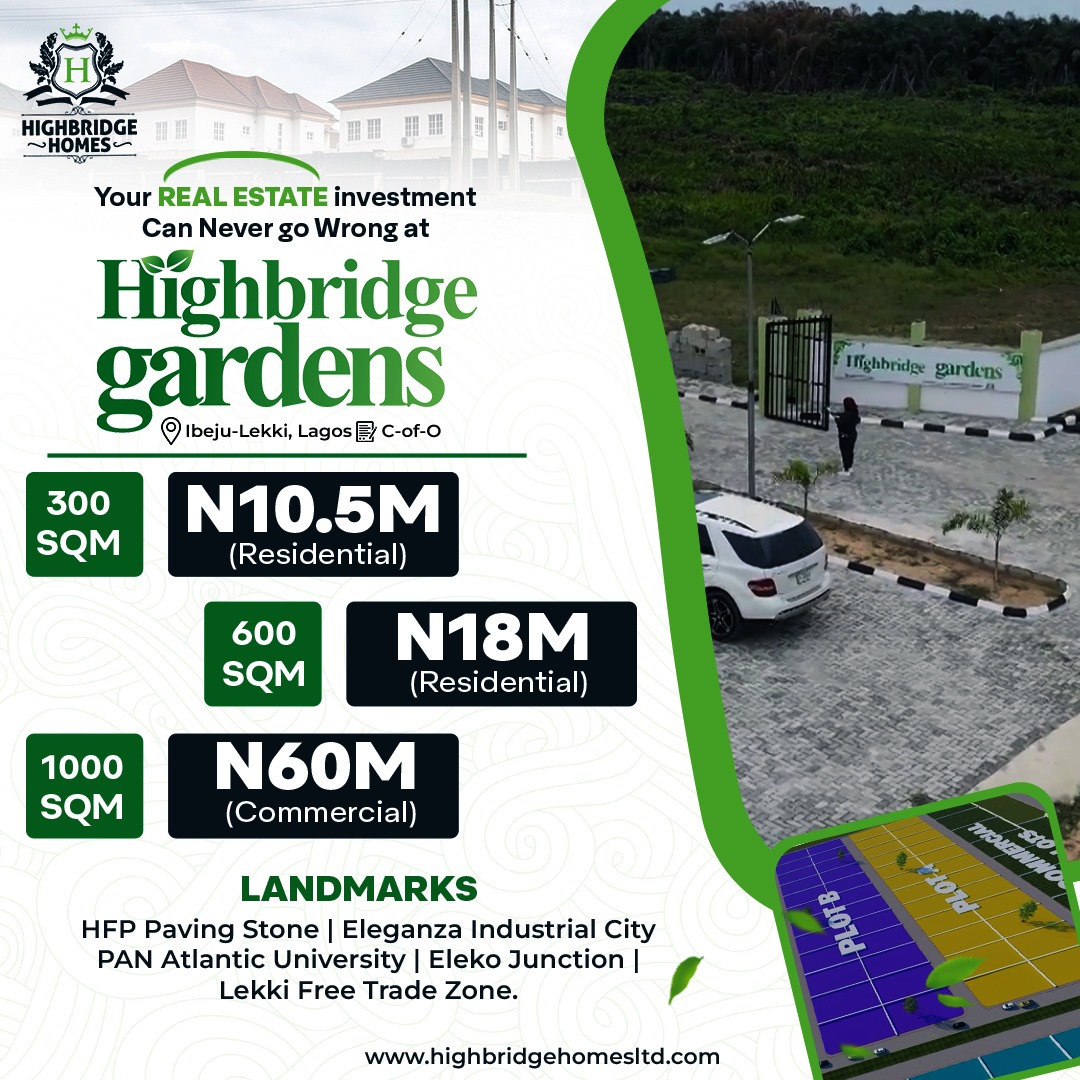 H
HIGHBRIDGE
HOMES
Your REAL ESTATE investment
Can Never go Wrong at
Highbridge
gardens
Ibeju-Lekki, Lagos C-of-O
300
SQM
N10.5M
(Residential)
600
SQM
N18M
(Residential)
1000
SQM
N60M
(Commercial)
LANDMARKS
HFP Paving Stone | Eleganza Industrial City
PAN Atlantic University | Eleko Junction |
Lekki Free Trade Zone.
www.highbridgehomesltd.com
Highbridge gardens
PLOT B
PLOT A
COMMERCIAL